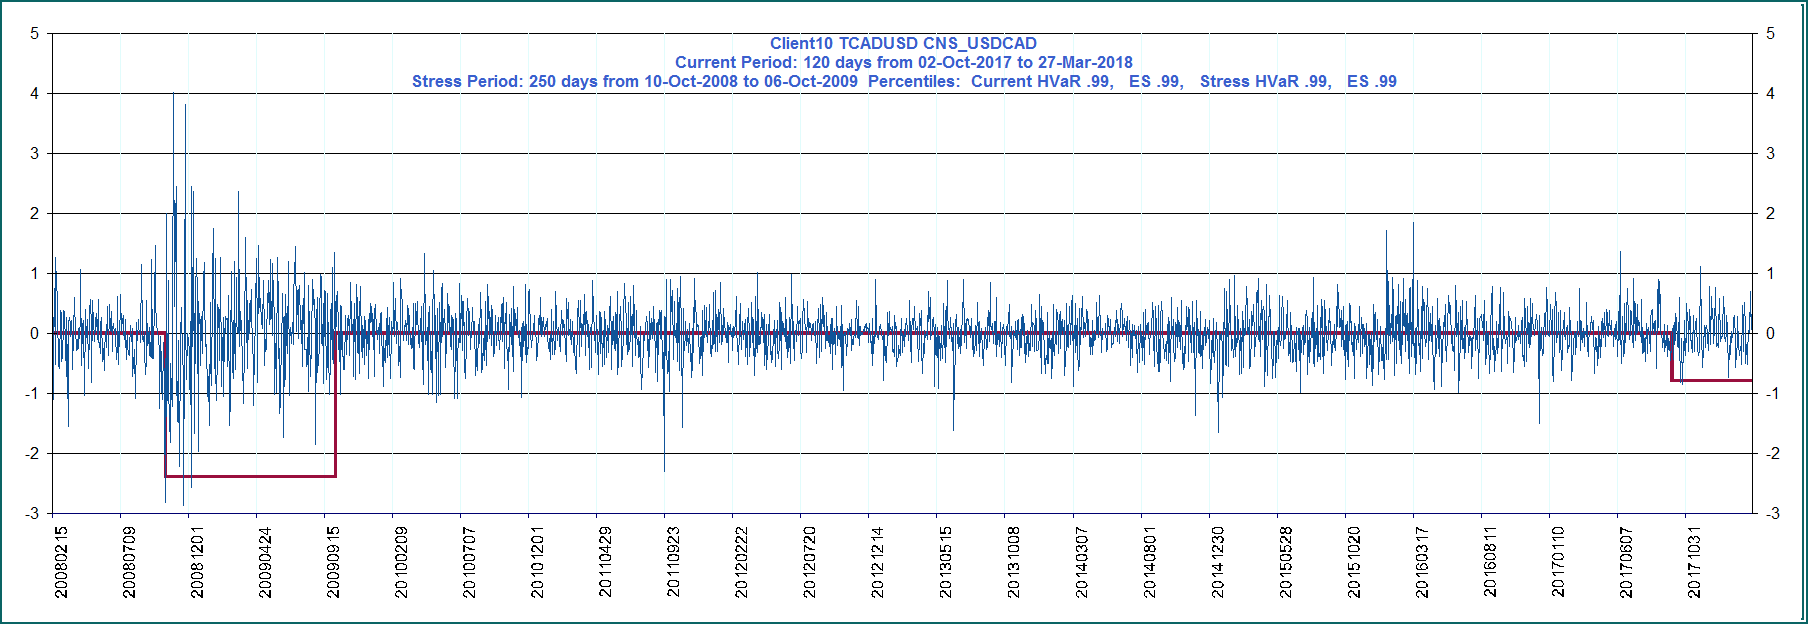 Client10 TCADUSD CNS_USDCAD
Current Period: 120 days from 02-Oct-2017 to 27-Mar-2018
Stress Period: 250 days from 10-Oct-2008 to 06-Oct-2009  Percentiles:  Current HVaR .99,   ES .99,   Stress HVaR .99,   ES .99
5 5
4 4
3 3
2 2
1 1
0 0
-1 -1
-2 -2
-3 -3
20080215 20080709 20081201 20090424 20090915 20100209 20100707 20101201 20110429 20110923 20120222 20120720 20121214 20130515 20131008 20140307 20140801 20141230 20150528 20151020 20160317 20160811 20170110 20170607 20171031